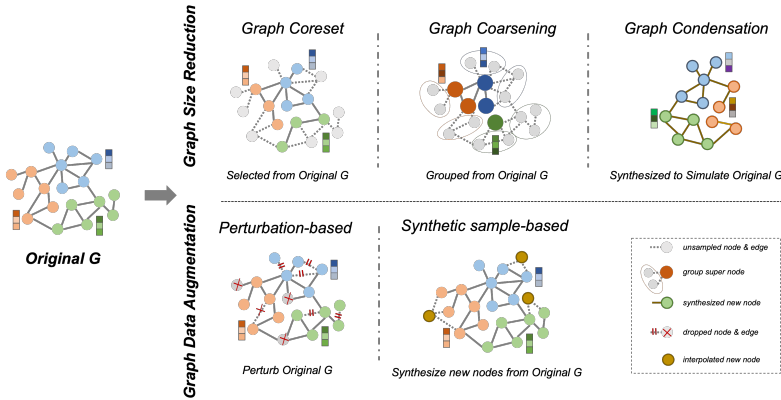 Graph Size Reduction
Graph Coreset
Graph Coarsening
Graph Condensation
Selected from Original G
Grouped from Original G
Synthesized to Simulate Original G
Original G
Graph Data Augmentation
Perturbation-based
Synthetic sample-based
Perturb Original G
Synthesize new nodes from Original G
unsampled node & edge
group super node
synthesized new node
dropped node & edge
interpolated new node